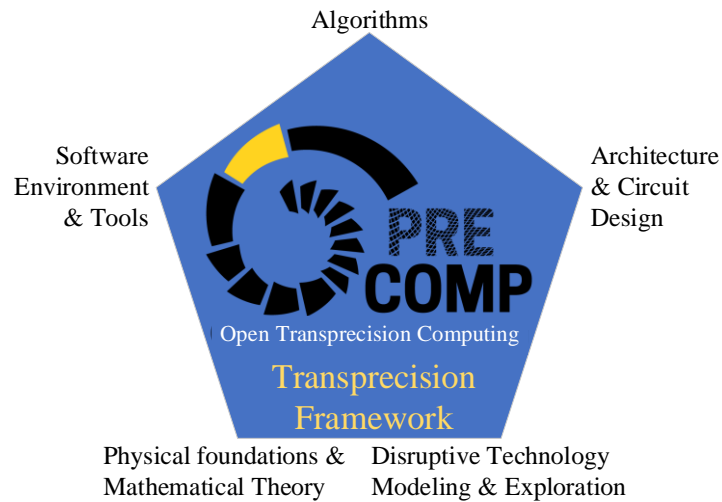 Algorithms
Software
Environment
& Tools
Architecture
& Circuit
Design
PRE
COMP
Open Transprecision Computing
Transprecision
Framework
Physical foundations &
Mathematical Theory
Disruptive Technology
Modeling & Exploration